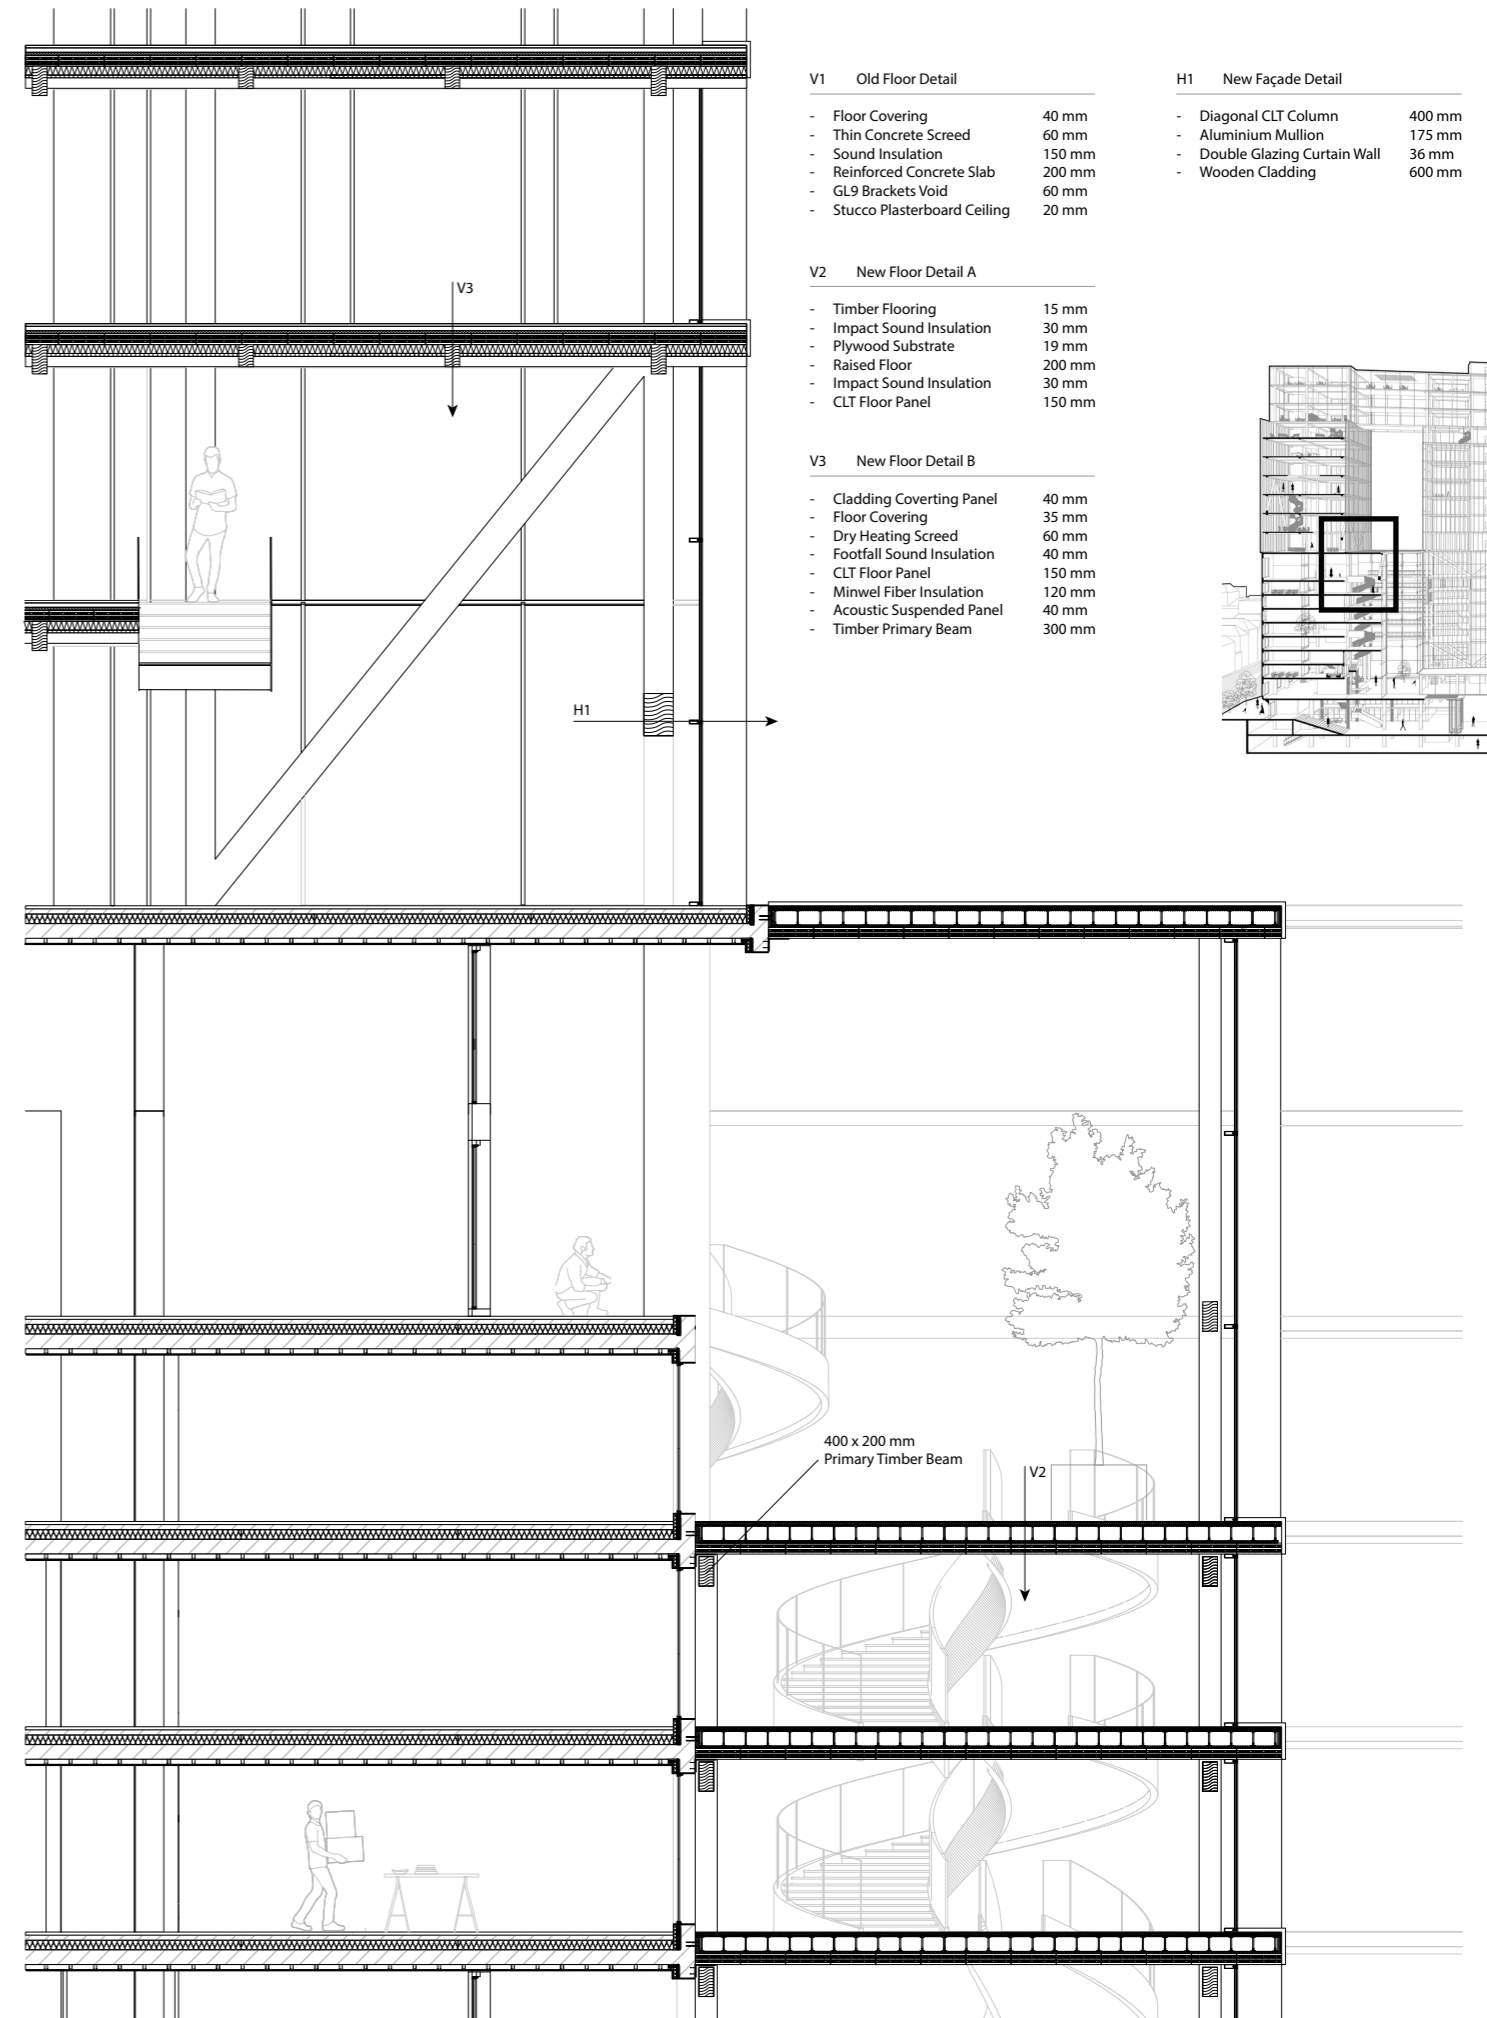 V1 Old Floor Detail
- Floor Covering 40 mm
- Thin Concrete Screed 60 mm
- Sound Insulation 150 mm
- Reinforced Concrete Slab 200 mm
- GL9 Brackets Void 60 mm
- Stucco Plasterboard Ceiling 20 mm
H1 New Façade Detail
- Diagonal CLT Column 400 mm
- Aluminium Mullion 175 mm
- Double Glazing Curtain Wall 36 mm
- Wooden Cladding 600 mm
V2 New Floor Detail A
- Timber Flooring 15 mm
- Impact Sound Insulation 30 mm
- Plywood Substrate 19 mm
- Raised Floor 200 mm
- Impact Sound Insulation 30 mm
- CLT Floor Panel 150 mm
V3 New Floor Detail B
- Cladding Coverting Panel 40 mm
- Floor Covering 35 mm
- Dry Heating Screed 60 mm
- Footfall Sound Insulation 40 mm
- CLT Floor Panel 150 mm
- Minwel Fiber Insulation 120 mm
- Acoustic Suspended Panel 40 mm
- Timber Primary Beam 300 mm
V3
H1
400 x 200 mm
Primary Timber Beam
V2